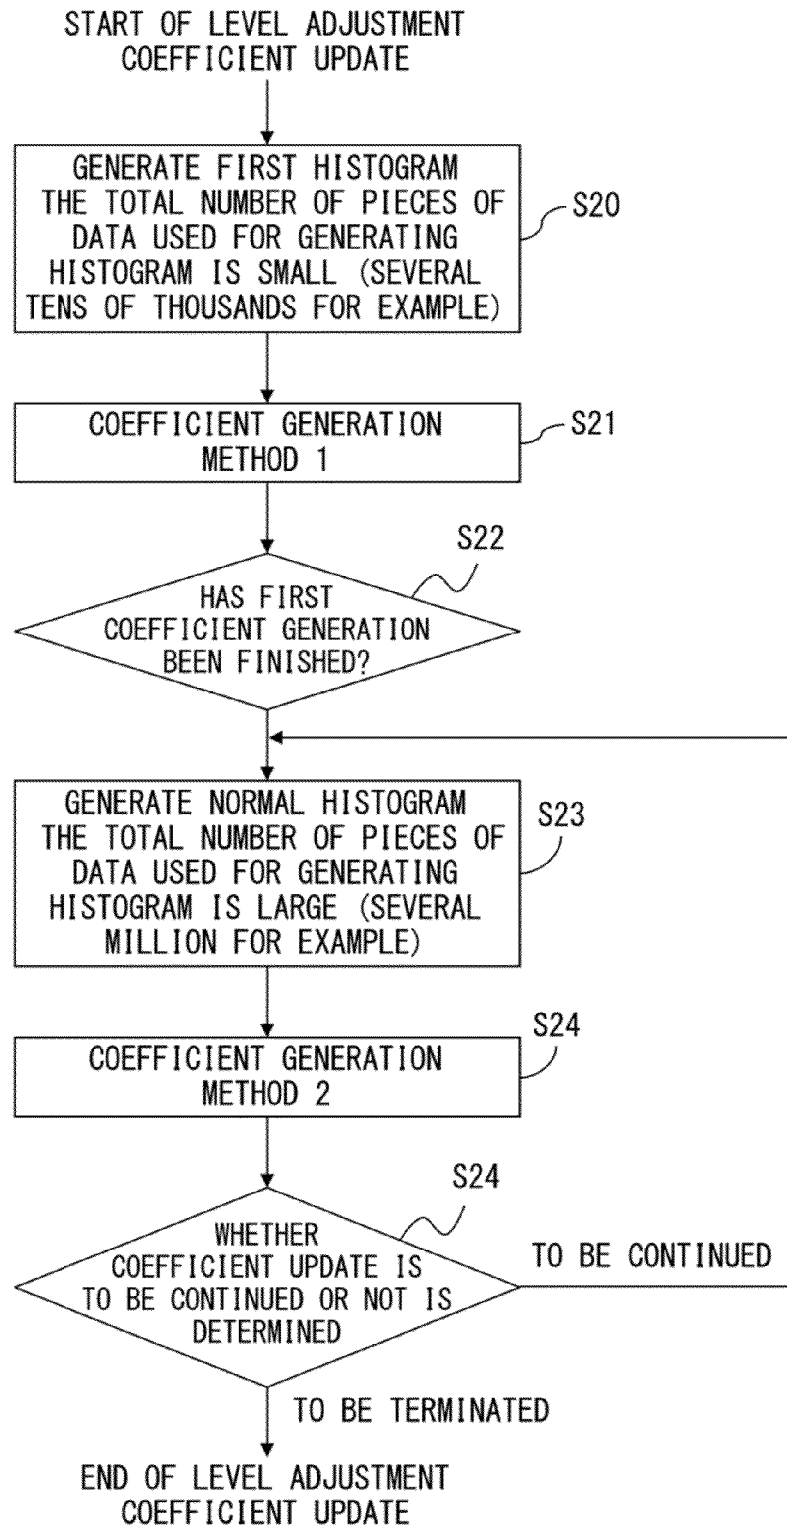 START OF LEVEL ADJUSTMENT
COEFFICIENT UPDATE
GENERATE FIRST HISTOGRAM
THE TOTAL NUMBER OF PIECES OF
DATA USED FOR GENERATING
HISTOGRAM IS SMALL (SEVERAL
TENS OF THOUSANDS FOR EXAMPLE)
S20
COEFFICIENT GENERATION
METHOD 1
S21
S22
HAS FIRST
COEFFICIENT GENERATION
BEEN FINISHED?
GENERATE NORMAL HISTOGRAM
THE TOTAL NUMBER OF PIECES OF
DATA USED FOR GENERATING
HISTOGRAM IS LARGE (SEVERAL
MILLION FOR EXAMPLE)
S23
COEFFICIENT GENERATION
METHOD 2
S24
S24
WHETHER
COEFFICIENT UPDATE IS
TO BE CONTINUED OR NOT IS
DETERMINED
TO BE CONTINUED
TO BE TERMINATED
END OF LEVEL ADJUSTMENT
COEFFICIENT UPDATE